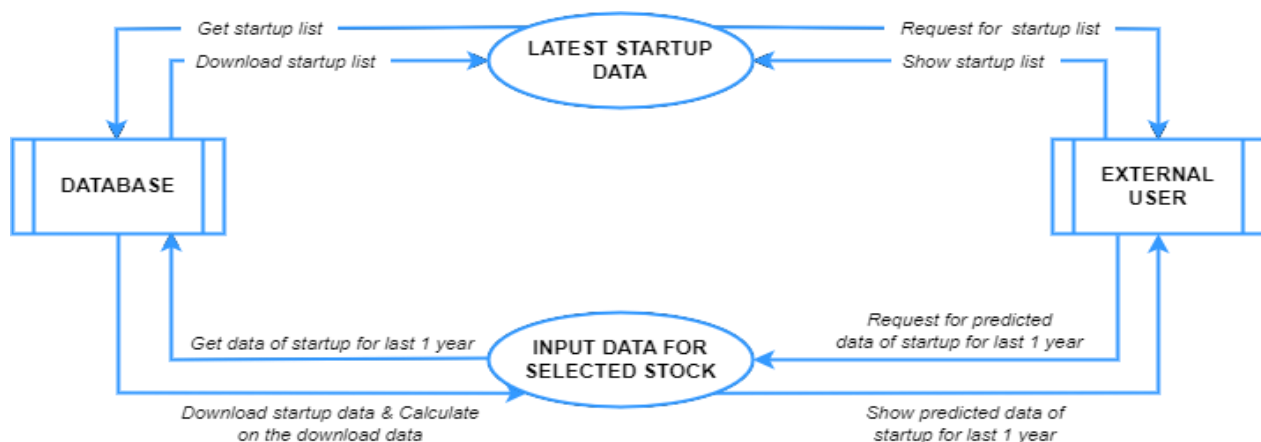 Get startup list
Request for startup list
LATEST STARTUP
DATA
Download startup list
Show startup list
DATABASE
EXTERNAL
USER
Request for predicted
data of startup for last 1 year
Get data of startup for last 1 year
INPUT DATA FOR
SELECTED STOCK
Download startup data & Calculate
on the download data
Show predicted data of
startup for last 1 year